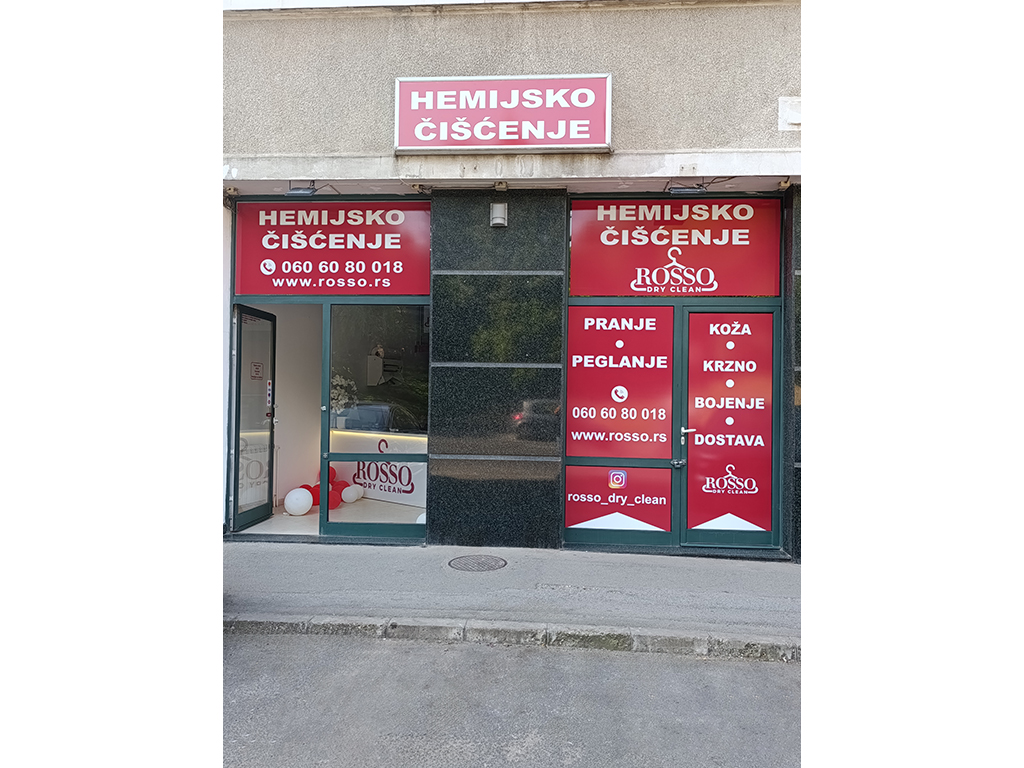 HEMIJSKO
ČIŠĆENJE
HEMIJSKO
ČIŠĆENJE
060 60 80 018
www.rosso.rs
HEMIJSKO
ČIŠĆENJE
ROSSO
DRY CLEAN
PRANJE
PEGLANJE
060 60 80 018
www.rosso.rs
rosso_dry_clean
KOŽA
KRZNO
BOJENJE
DOSTAVA
ROSSO
DRY CLEAN
ROSSO
DRY CLEAN